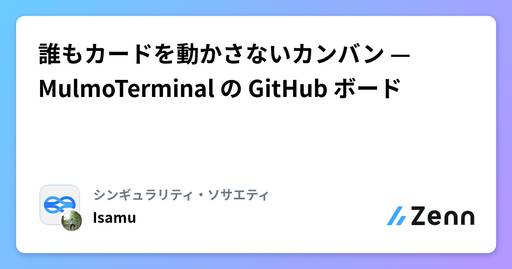 誰もカードを動かさないカンバン —
MulmoTerminal の GitHub ボード
シンギュラリティ・ソサエティ
Isamu
Zenn